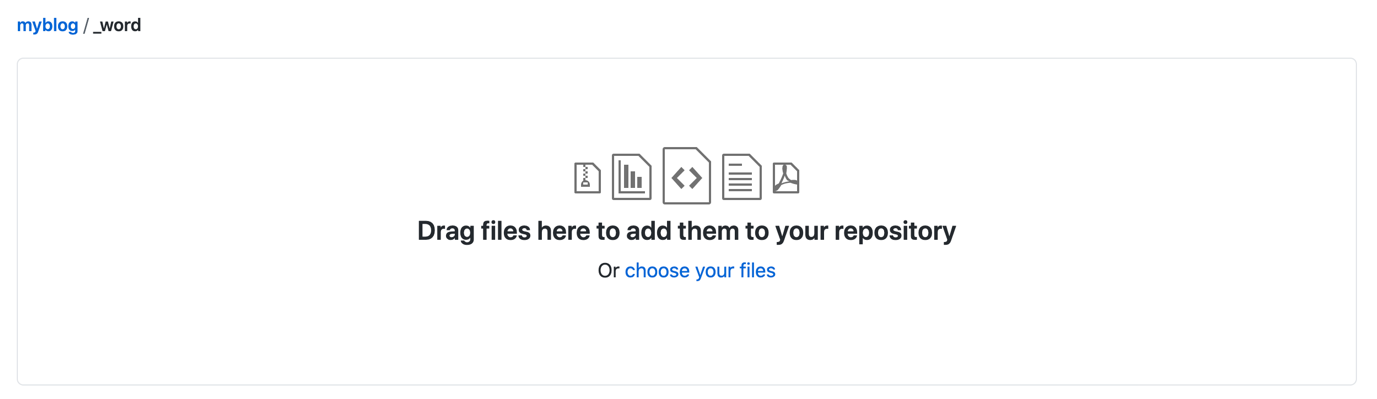 myblog / _word
Drag files here to add them to your repository
Or choose your files